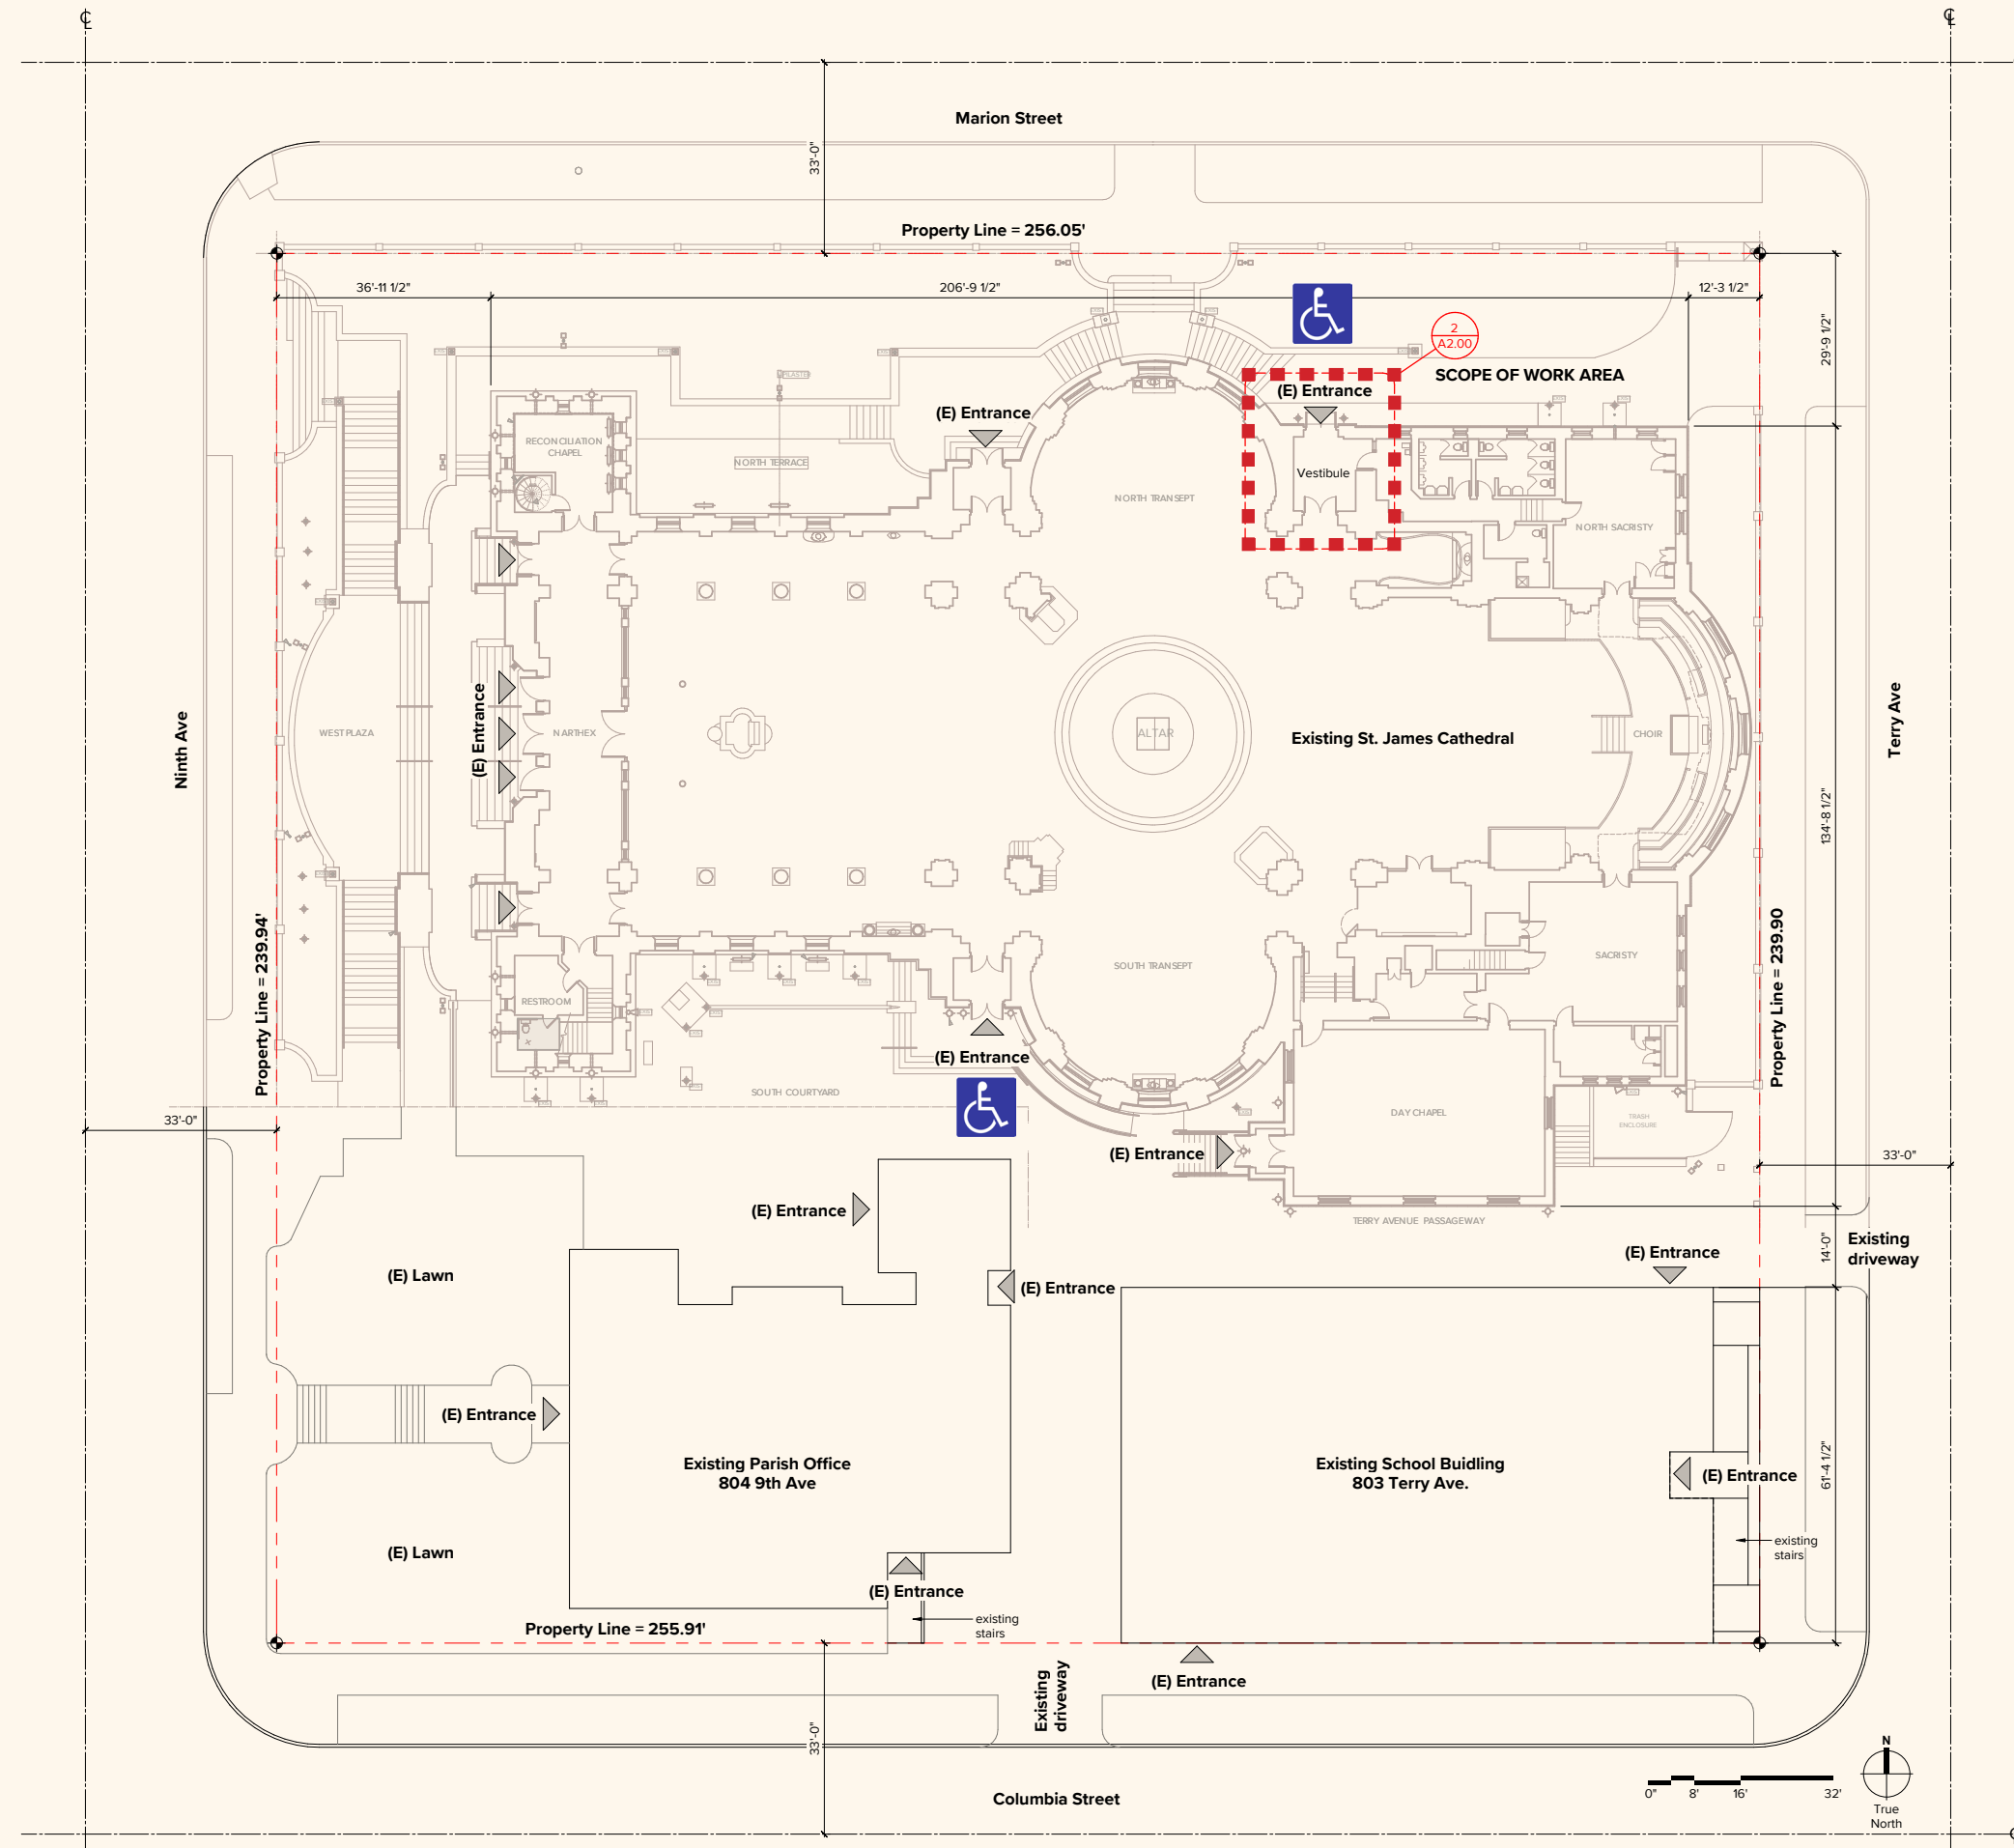 Marion Street
33'-0"
Property Line = 256.05'
36'-11 1/2"
206'-9 1/2"
12'-3 1/2"
29'-9 1/2"
2
A2.00
SCOPE OF WORK AREA
(E) Entrance
(E) Entrance
RECONCILIATION
CHAPEL
PILASTER
NORTH TERRACE
Vestibule
NORTH TRANSEPT
NORTH SACRISTY
(E) Entrance
Ninth Ave
WEST PLAZA
NARTHEX
ALTAR
Existing St. James Cathedral
CHOIR
Terry Ave
134'-8 1/2"
Property Line = 239.94'
Property Line = 239.90
SOUTH TRANSEPT
SACRISTY
RESTROOM
(E) Entrance
SOUTH COURTYARD
DAY CHAPEL
TRASH
ENCLOSURE
33'-0"
(E) Entrance
33'-0"
(E) Entrance
TERRY AVENUE PASSAGEWAY
14'-0"
Existing
driveway
(E) Entrance
(E) Lawn
(E) Entrance
(E) Entrance
Existing Parish Office
804 9th Ave
Existing School Buidling
803 Terry Ave.
(E) Entrance
61'-4 1/2"
existing
stairs
(E) Lawn
(E) Entrance
existing
stairs
Property Line = 255.91'
(E) Entrance
Existing
driveway
33'-0"
Columbia Street
0"
8'
16'
32'
N
True
North